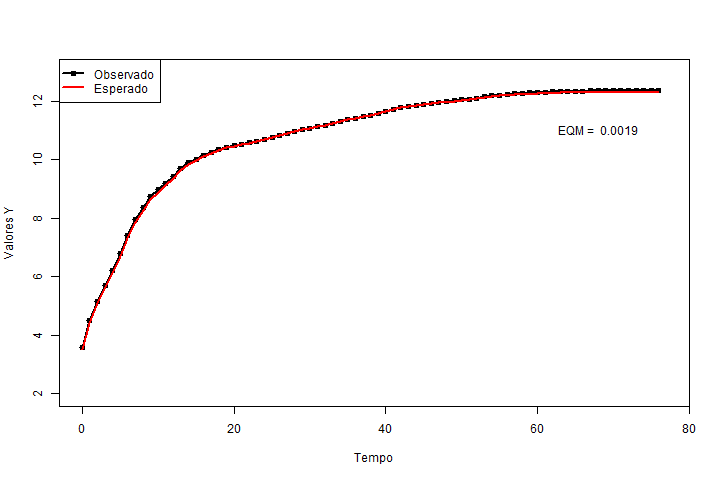 Observado
Esperado
EQM = 0.0019
Valores Y
2
4
6
8
10
12
0
20
40
60
80
Tempo